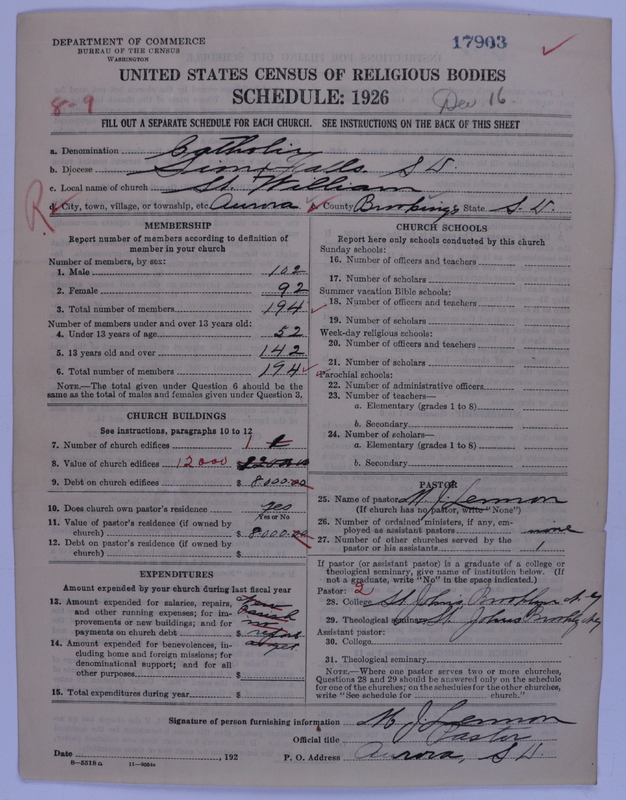 DEPARTMENT OF COMMERCE
BUREAU OF THE CENSUS
WASHINGTON
17903
UNITED STATES CENSUS OF RELIGIOUS BODIES
SCHEDULE: 1926
8-9
Dec 16
FILL OUT A SEPARATE SCHEDULE FOR EACH CHURCH. SEE INSTRUCTIONS ON THE BACK OF THIS SHEET
a. Denomination Catholic
b. Diocese Sioux Falls. S D.
c. Local name of church St. William
R
d. City, town, village, or township, etc. Aurora County Brookings State S. D.
MEMBERSHIP
Report number of members according to definition of
member in your church
Number of members, by sex:
1. Male 102
2. Female 92
3. Total number of members 194
Number of members under and over 13 years old:
4. Under 13 years of age 52
5. 13 years old and over 142
6. Total number of members 194
NOTE.—The total given under Question 6 should be
same as the total of males and females given under Question 3.
CHURCH BUILDINGS
See instructions, paragraphs 10 to 12
7. Number of church edifices 1
8. Value of church edifices 12000
9. Debt on church edifices $ 8000.00
10. Does church own pastor's residence yes
Yes or No
11. Value of pastor's residence (if owned by
church) $ 8000.00
12. Debt on pastor's residence (if owned by
church) $
EXPENDITURES
Amount expended by your church during last fiscal year
13. Amount expended for salaries, repairs,
and other running expenses; for im-
provements or new buildings; and for
payments on church debt $
14. Amount expended for benevolences, in-
cluding home and foreign missions; for
denominational support; and for all
other purposes $
15. Total expenditures during year $
CHURCH SCHOOLS
Report here only schools conducted by this church
Sunday schools:
16. Number of officers and teachers
17. Number of scholars
Summer vacation Bible schools:
18. Number of officers and teachers
19. Number of scholars
Week-day religious schools:
20. Number of officers and teachers
21. Number of scholars
Parochial schools:
22. Number of administrative officers
23. Number of teachers—
a. Elementary (grades 1 to 8)
b. Secondary
24. Number of scholars—
a. Elementary (grades 1 to 8)
b. Secondary
PASTOR
25. Name of pastor M. J. Lennon
(If church has no pastor, write "None")
26. Number of ordained ministers, if any, em-
ployed as assistant pastors none
27. Number of other churches served by the
pastor or his assistants 1
If pastor (or assistant pastor) is a graduate of a college or
theological seminary, give name of institution below. (If
not a graduate, write "No" in the space indicated.)
Pastor: 2
28. College St John's Brooklyn N. Y
29. Theological seminary St Johns
Assistant pastor:
30. College
31. Theological seminary
NOTE.—Where one pastor serves two or more churches,
Questions 28 and 29 should be answered only on the schedule
for one of the churches; on the schedules for the other churches,
write "See schedule for church."
Signature of person furnishing information M J. Lennon
Official title Pastor
Date , 192 P. O. Address Aurora, S D.
8—5518a 11—9554